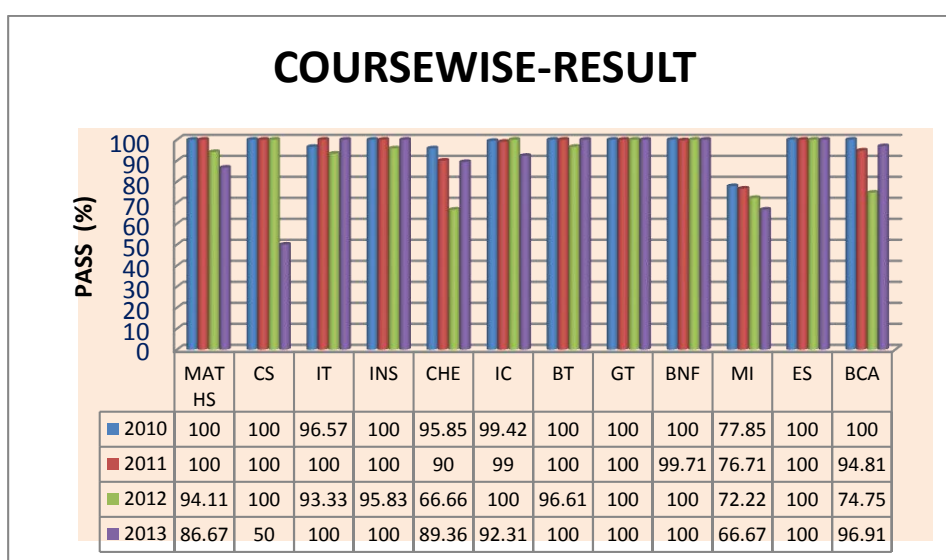 COURSEWISE-RESULT
PASS (%)
100
90
80
70
60
50
40
30
20
10
0
MAT CS IT INS CHE IC BT GT BNF MI ES BCA
HS
2010 100 100 96.57 100 95.85 99.42 100 100 100 77.85 100 100
2011 100 100 100 100 90 99 100 100 99.71 76.71 100 94.81
2012 94.11 100 93.33 95.83 66.66 100 96.61 100 100 72.22 100 74.75
2013 86.67 50 100 100 89.36 92.31 100 100 100 66.67 100 96.91